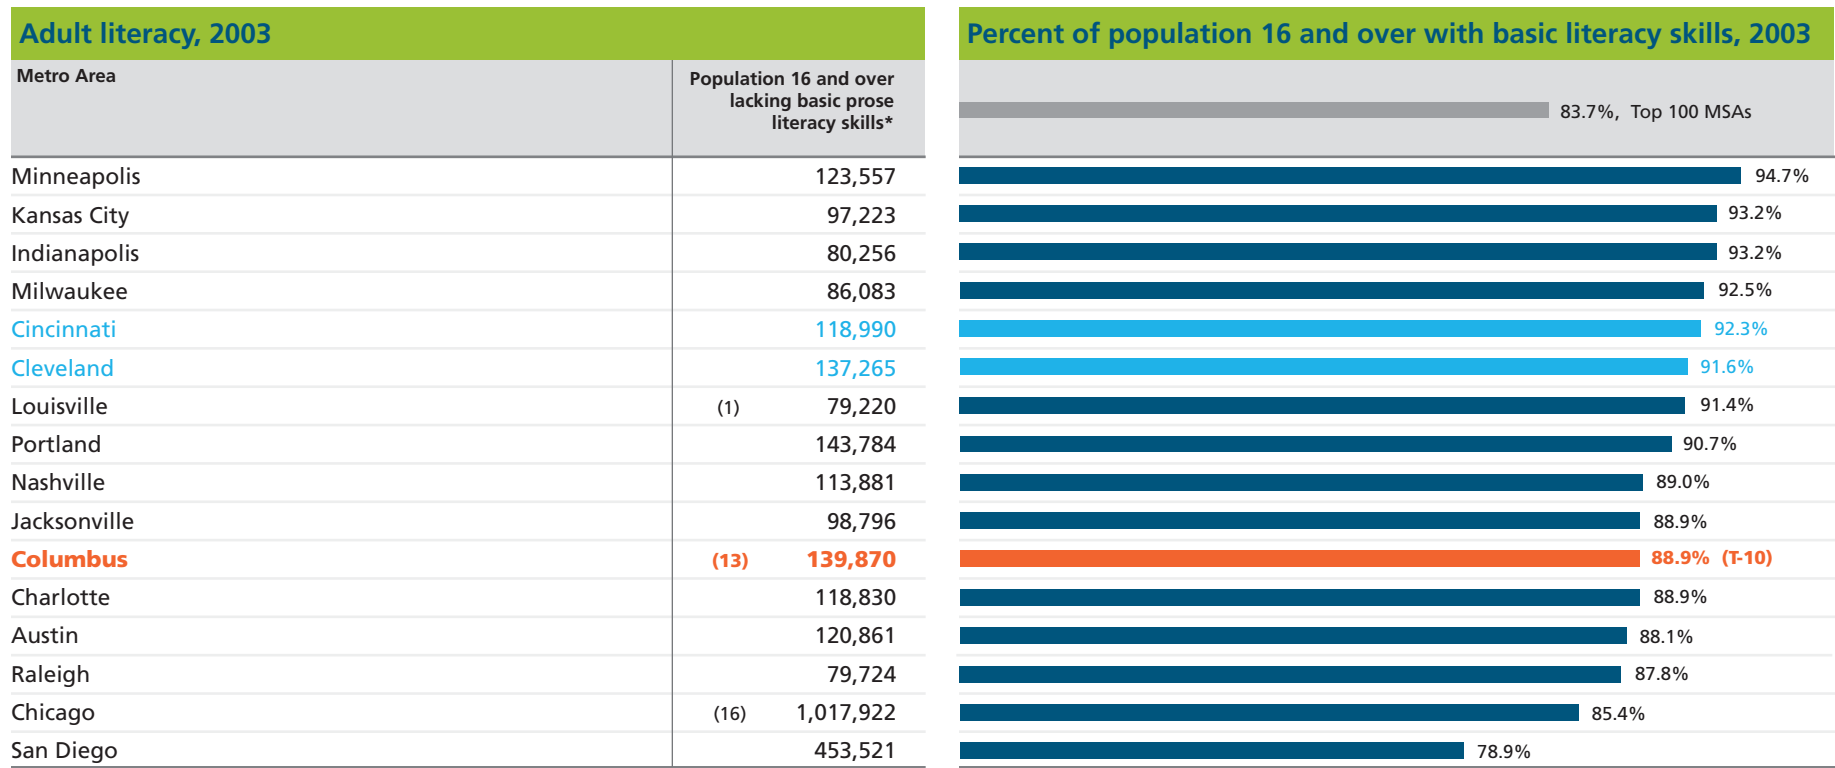 Adult literacy, 2003
Metro Area
Population 16 and over
lacking basic prose
literacy skills*
Minneapolis 123,557
Kansas City 97,223
Indianapolis 80,256
Milwaukee 86,083
Cincinnati 118,990
Cleveland 137,265
Louisville (1) 79,220
Portland 143,784
Nashville 113,881
Jacksonville 98,796
Columbus (13) 139,870
Charlotte 118,830
Austin 120,861
Raleigh 79,724
Chicago (16) 1,017,922
San Diego 453,521
Percent of population 16 and over with basic literacy skills, 2003
83.7%, Top 100 MSAs
94.7%
93.2%
93.2%
92.5%
92.3%
91.6%
91.4%
90.7%
89.0%
88.9%
88.9% (T-10)
88.9%
88.1%
87.8%
85.4%
78.9%